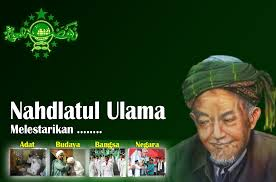 Nahdlatul Ulama
Melestarikan ........
Adat Budaya Bangsa Negara